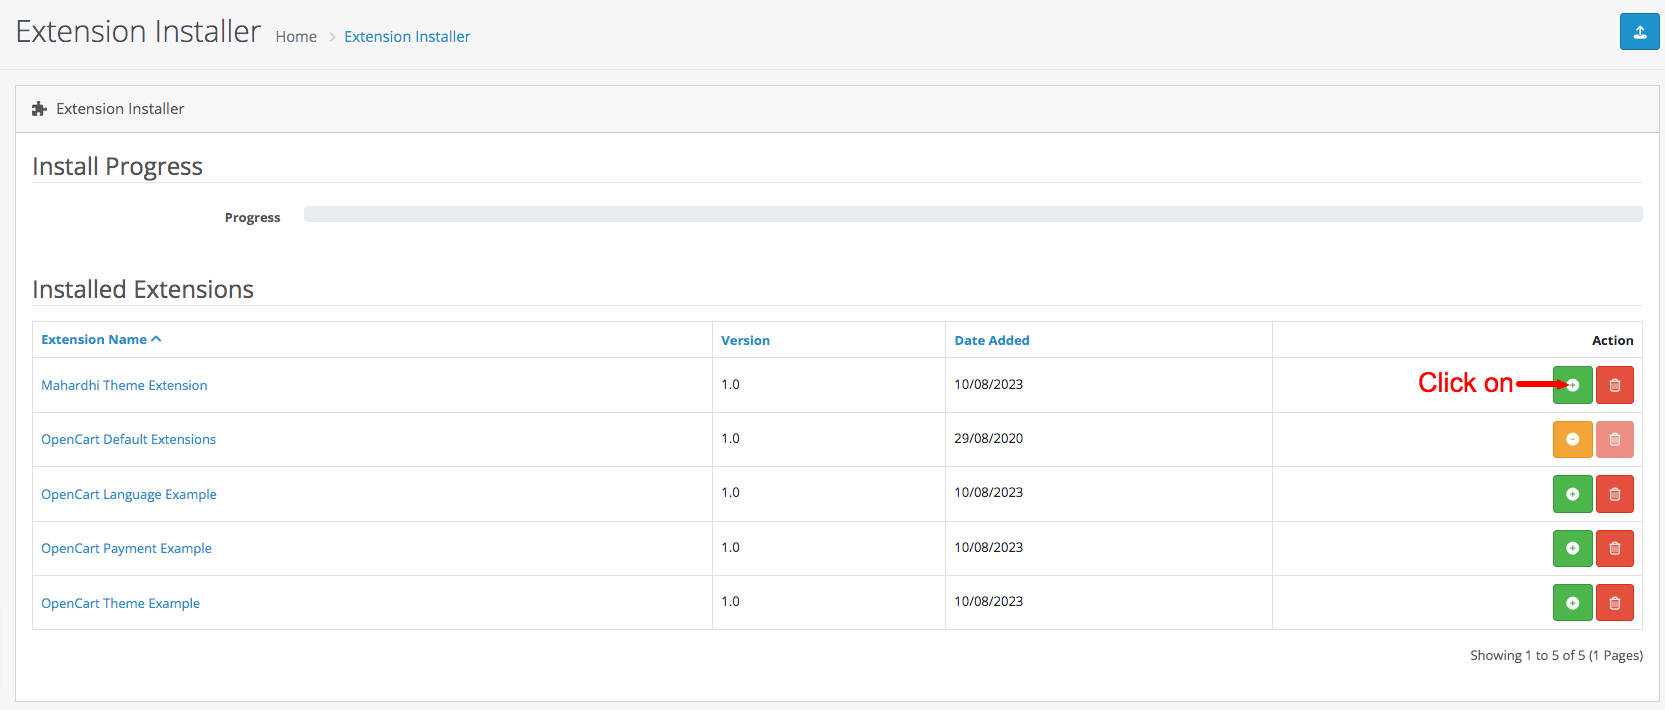 Extension Installer Home > Extension Installer
Extension Installer
Install Progress
Progress
Installed Extensions
Extension Name Version Date Added Action
Mahardhi Theme Extension 1.0 10/08/2023 Click on
OpenCart Default Extensions 1.0 29/08/2020
OpenCart Language Example 1.0 10/08/2023
OpenCart Payment Example 1.0 10/08/2023
OpenCart Theme Example 1.0 10/08/2023
Showing 1 to 5 of 5 (1 Pages)